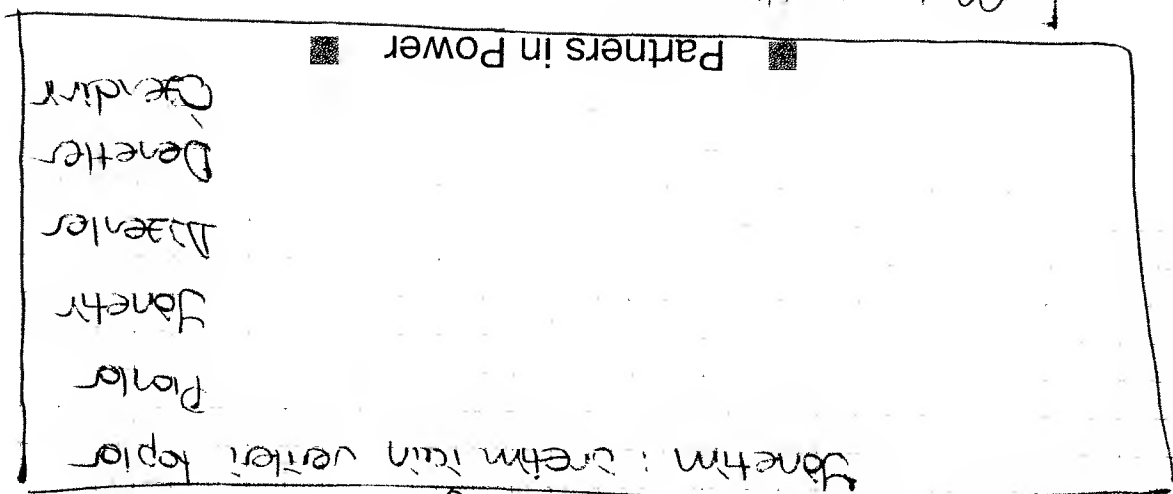 Yönetim : üretim için verileri toplar
Planlar
Yönetir
Düzenler
Denetler
Özendirir
Partners in Power